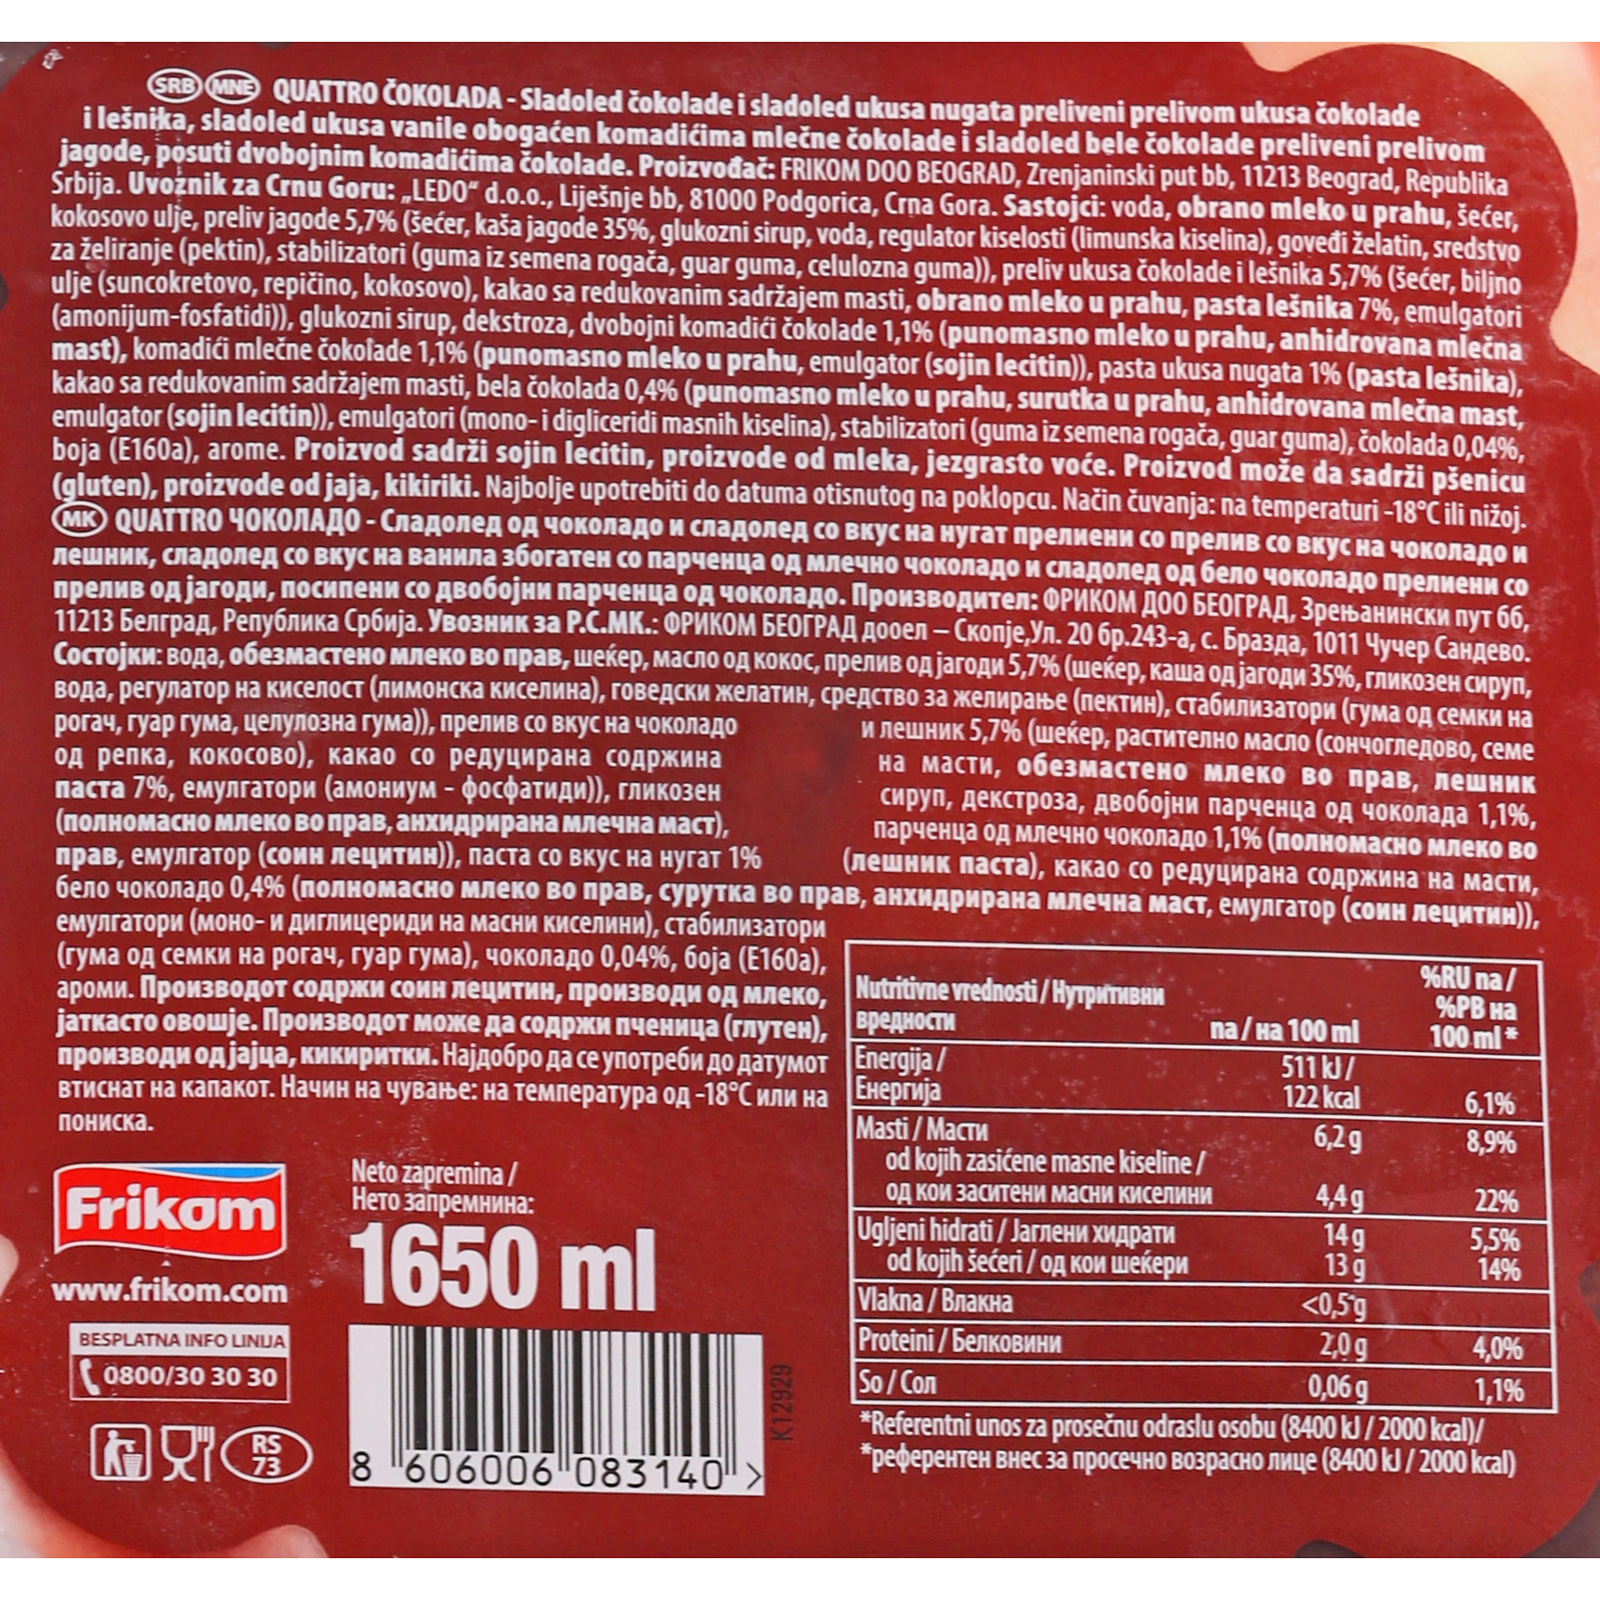 SRB MNE QUATTRO ČOKOLADA - Sladoled čokolade i sladoled ukusa nugata preliveni prelivom ukusa čokolade
i lešnika, sladoled ukusa vanile obogaćen komadićima mlečne čokolade i sladoled bele čokolade preliveni prelivom
jagode, posuti dvobojnim komadićima čokolade. Proizvođač: FRIKOM DOO BEOGRAD, Zrenjaninski put bb, 11213 Beograd, Republika
Srbija. Uvoznik za Crnu Goru: „LEDO“ d.o.o., Liješnje bb, 81000 Podgorica, Crna Gora. Sastojci: voda, obrano mleko u prahu, šećer,
kokosovo ulje, preliv jagode 5,7% (šećer, kaša jagode 35%, glukozni sirup, voda, regulator kiselosti (limunska kiselina), goveđi želatin, sredstvo
za želiranje (pektin), stabilizatori (guma iz semena rogača, guar guma, celulozna guma)), preliv ukusa čokolade i lešnika 5,7% (šećer, biljno
ulje (suncokretovo, repičino, kokosovo), kakao sa redukovanim sadržajem masti, obrano mleko u prahu, pasta lešnika 7%, emulgatori
(amonijum-fosfatidi)), glukozni sirup, dekstroza, dvobojni komadići čokolade 1,1% (punomasno mleko u prahu, anhidrovana mlečna
mast), komadići mlečne čokolade 1,1% (punomasno mleko u prahu, emulgator (sojin lecitin)), pasta ukusa nugata 1% (pasta lešnika),
kakao sa redukovanim sadržajem masti, bela čokolada 0,4% (punomasno mleko u prahu, surutka u prahu, anhidrovana mlečna mast,
emulgator (sojin lecitin)), emulgatori (mono- i digliceridi masnih kiselina), stabilizatori (guma iz semena rogača, guar guma), čokolada 0,04%,
boja (E160a), arome. Proizvod sadrži sojin lecitin, proizvode od mleka, jezgrasto voće. Proizvod može da sadrži pšenicu
(gluten), proizvode od jaja, kikiriki. Najbolje upotrebiti do datuma otisnutog na poklopcu. Način čuvanja: na temperaturi -18°C ili nižoj.
MK QUATTRO ЧОКОЛАДО - Сладолед од чоколадо и сладолед со вкус на нугат прелиени со прелив со вкус на чоколадо и
лешник, сладолед со вкус на ванила збогатен со парченца од млечно чоколадо и сладолед од бело чоколадо прелиени со
прелив од јагоди, посипени со двобојни парченца од чоколадо. Производител: ФРИКОМ ДОО БЕОГРАД, Зрењанински пут бб,
11213 Белград, Република Србија. Увозник за Р.С.МК.: ФРИКОМ БЕОГРАД дооел – Скопје,Ул. 20 бр.243-а, с. Бразда, 1011 Чучер Сандево.
Состојки: вода, обезмастено млеко во прав, шеќер, масло од кокос, прелив од јагоди 5,7% (шеќер, каша од јагоди 35%, гликозен сируп,
вода, регулатор на киселост (лимонска киселина), говедски желатин, средство за желирање (пектин), стабилизатори (гума од семки на
рогач, гуар гума, целулозна гума)), прелив со вкус на чоколадо и лешник 5,7% (шеќер, растително масло (сончогледово, семе
од репка, кокосово), какао со редуцирана содржина на масти, обезмастено млеко во прав, лешник
паста 7%, емулгатори (амониум - фосфатиди)), гликозен сируп, декстроза, двобојни парченца од чоколада 1,1%,
(полномасно млеко во прав, анхидрирана млечна маст), парченца од млечно чоколадо 1,1% (полномасно млеко во
прав, емулгатор (соин лецитин)), паста со вкус на нугат 1% (лешник паста), какао со редуцирана содржина на масти,
бело чоколадо 0,4% (полномасно млеко во прав, сурутка во прав, анхидрирана млечна маст, емулгатор (соин лецитин)),
емулгатори (моно- и диглицериди на масни киселини), стабилизатори
(гума од семки на рогач, гуар гума), чоколадо 0,04%, боја (E160a),
ароми. Производот содржи соин лецитин, производи од млеко,
јаткасто овошје. Производот може да содржи пченица (глутен),
производи од јајца, кикиритки. Најдобро да се употреби до датумот
втиснат на капакот. Начин на чување: на температура од -18°C или на
пониска.
Nutritivne vrednosti / Нутритивни вредности na / на 100 ml %RU na / %РВ на 100 ml*
Energija / Енергија 511 kJ / 122 kcal 6,1%
Masti / Масти 6,2 g 8,9%
od kojih zasićene masne kiseline / од кои заситени масни киселини 4,4 g 22%
Ugljeni hidrati / Јаглени хидрати 14 g 5,5%
od kojih šećeri / од кои шеќери 13 g 14%
Vlakna / Влакна <0,5 g
Proteini / Белковини 2,0 g 4,0%
So / Сол 0,06 g 1,1%
*Referentni unos za prosečnu odraslu osobu (8400 kJ / 2000 kcal)/
*референтен внес за просечно возрасно лице (8400 kJ / 2000 kcal)
Frikom
www.frikom.com
BESPLATNA INFO LINIJA
0800/30 30 30
RS
73
Neto zapremina /
Нето запремнина:
1650 ml
K12929
8 606006 083140 >